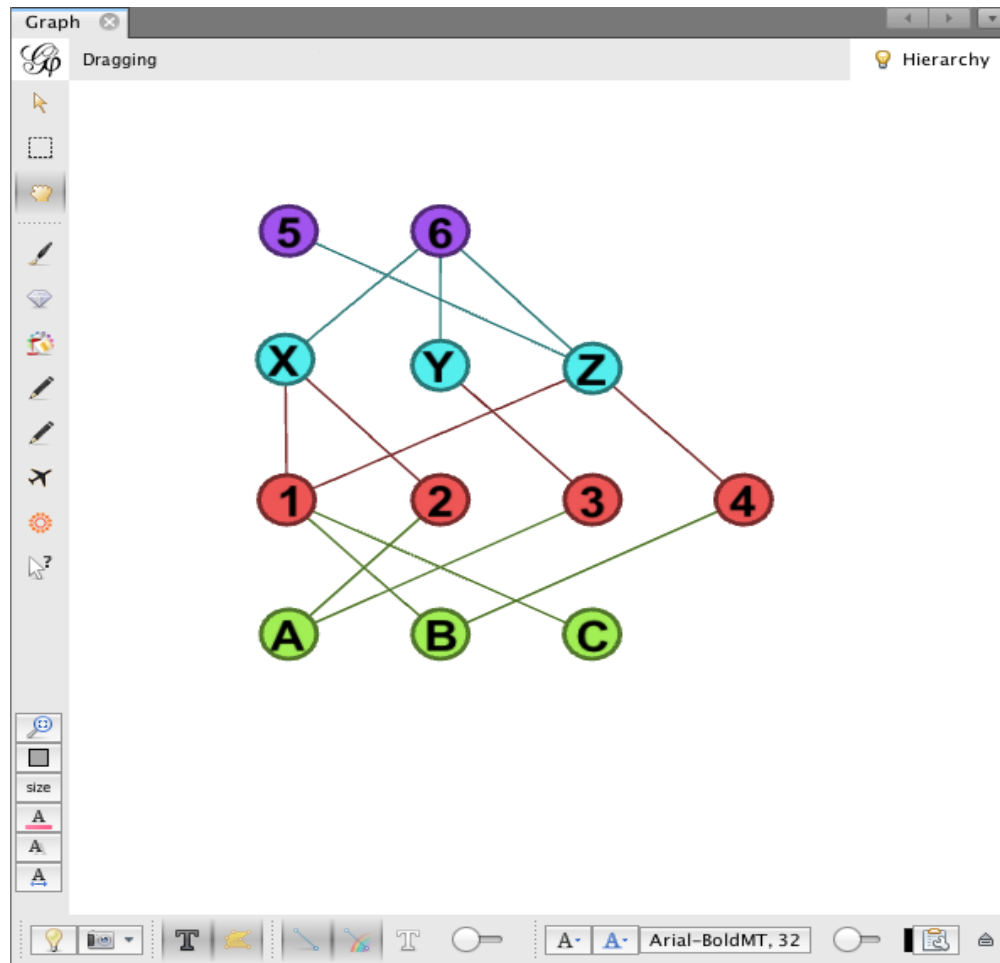 Graph
Dragging
Hierarchy
5 6
X Y Z
1 2 3 4
A B C
?
size
A
A
A
T T A A Arial-BoldMT, 32